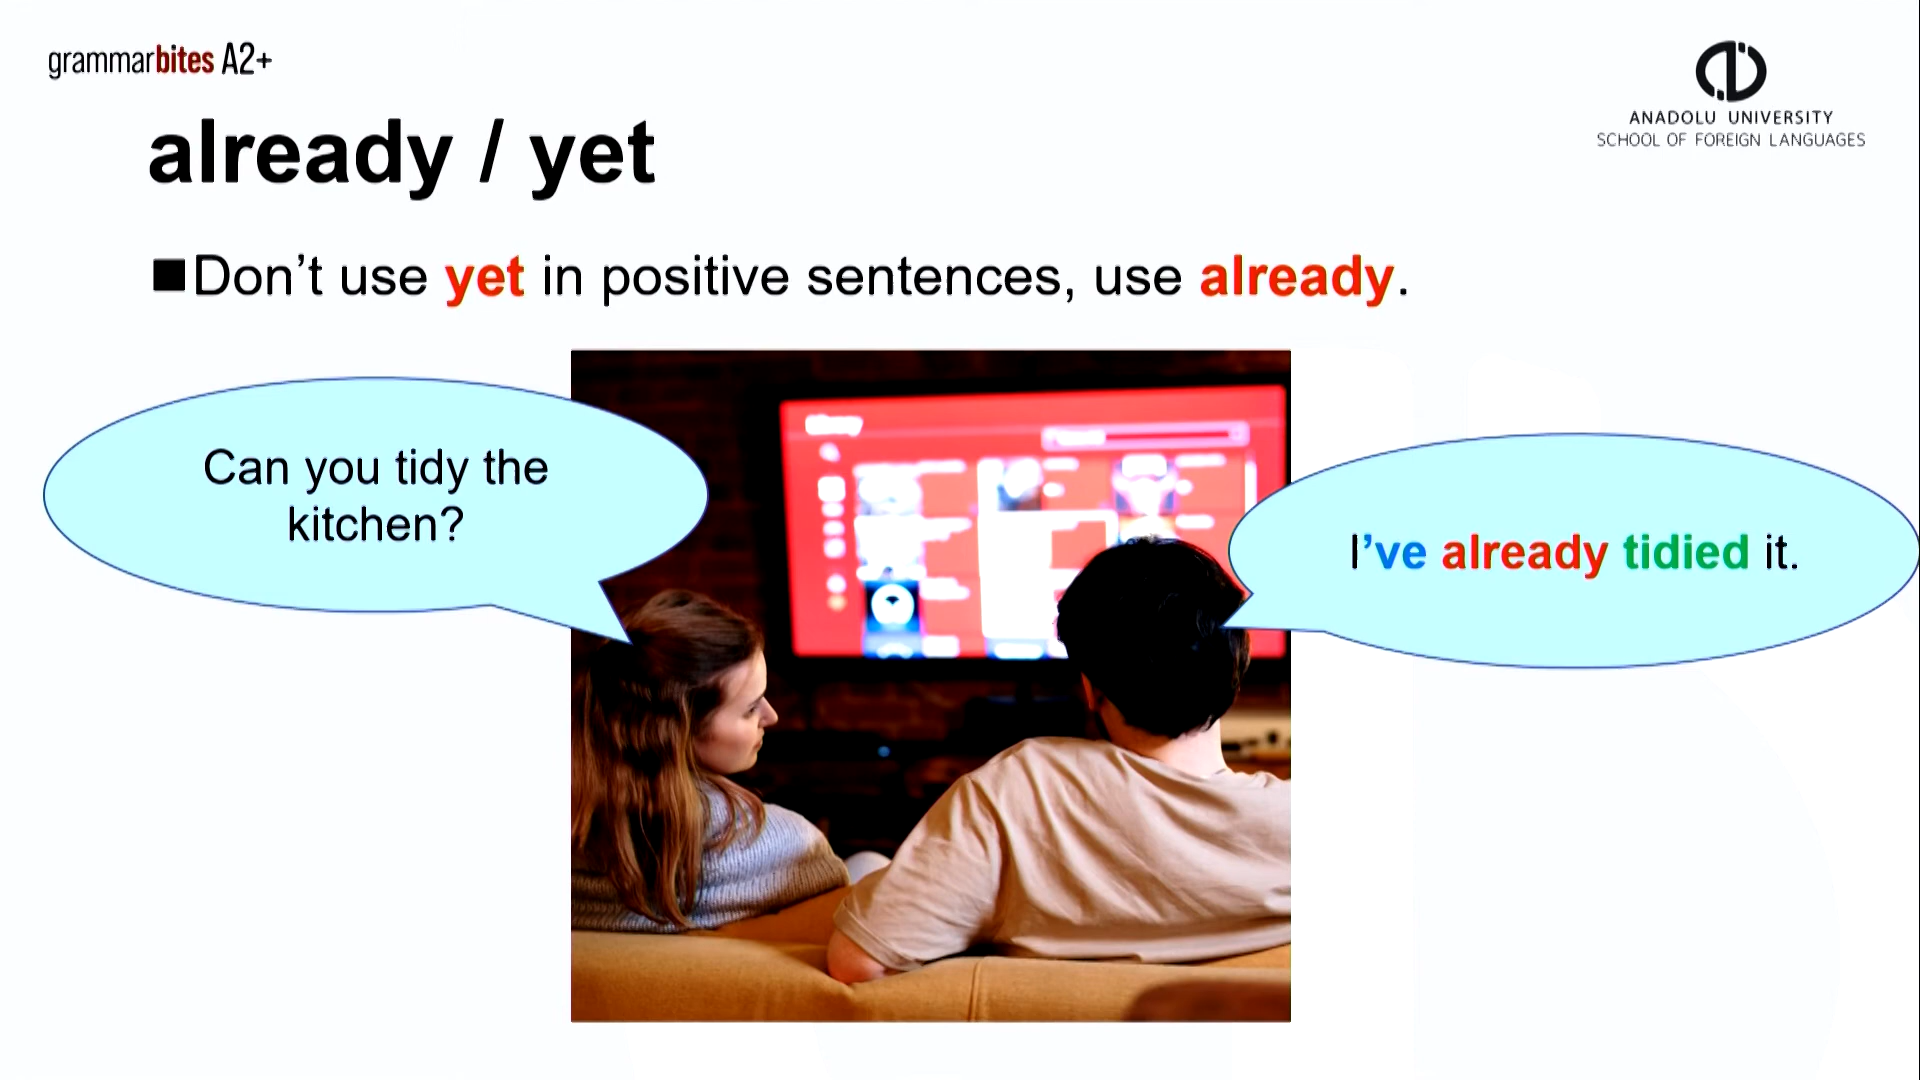 grammarbites A2+
ANADOLU UNIVERSITY
SCHOOL OF FOREIGN LANGUAGES
already / yet
Don’t use yet in positive sentences, use already.
Can you tidy the
kitchen?
I’ve already tidied it.